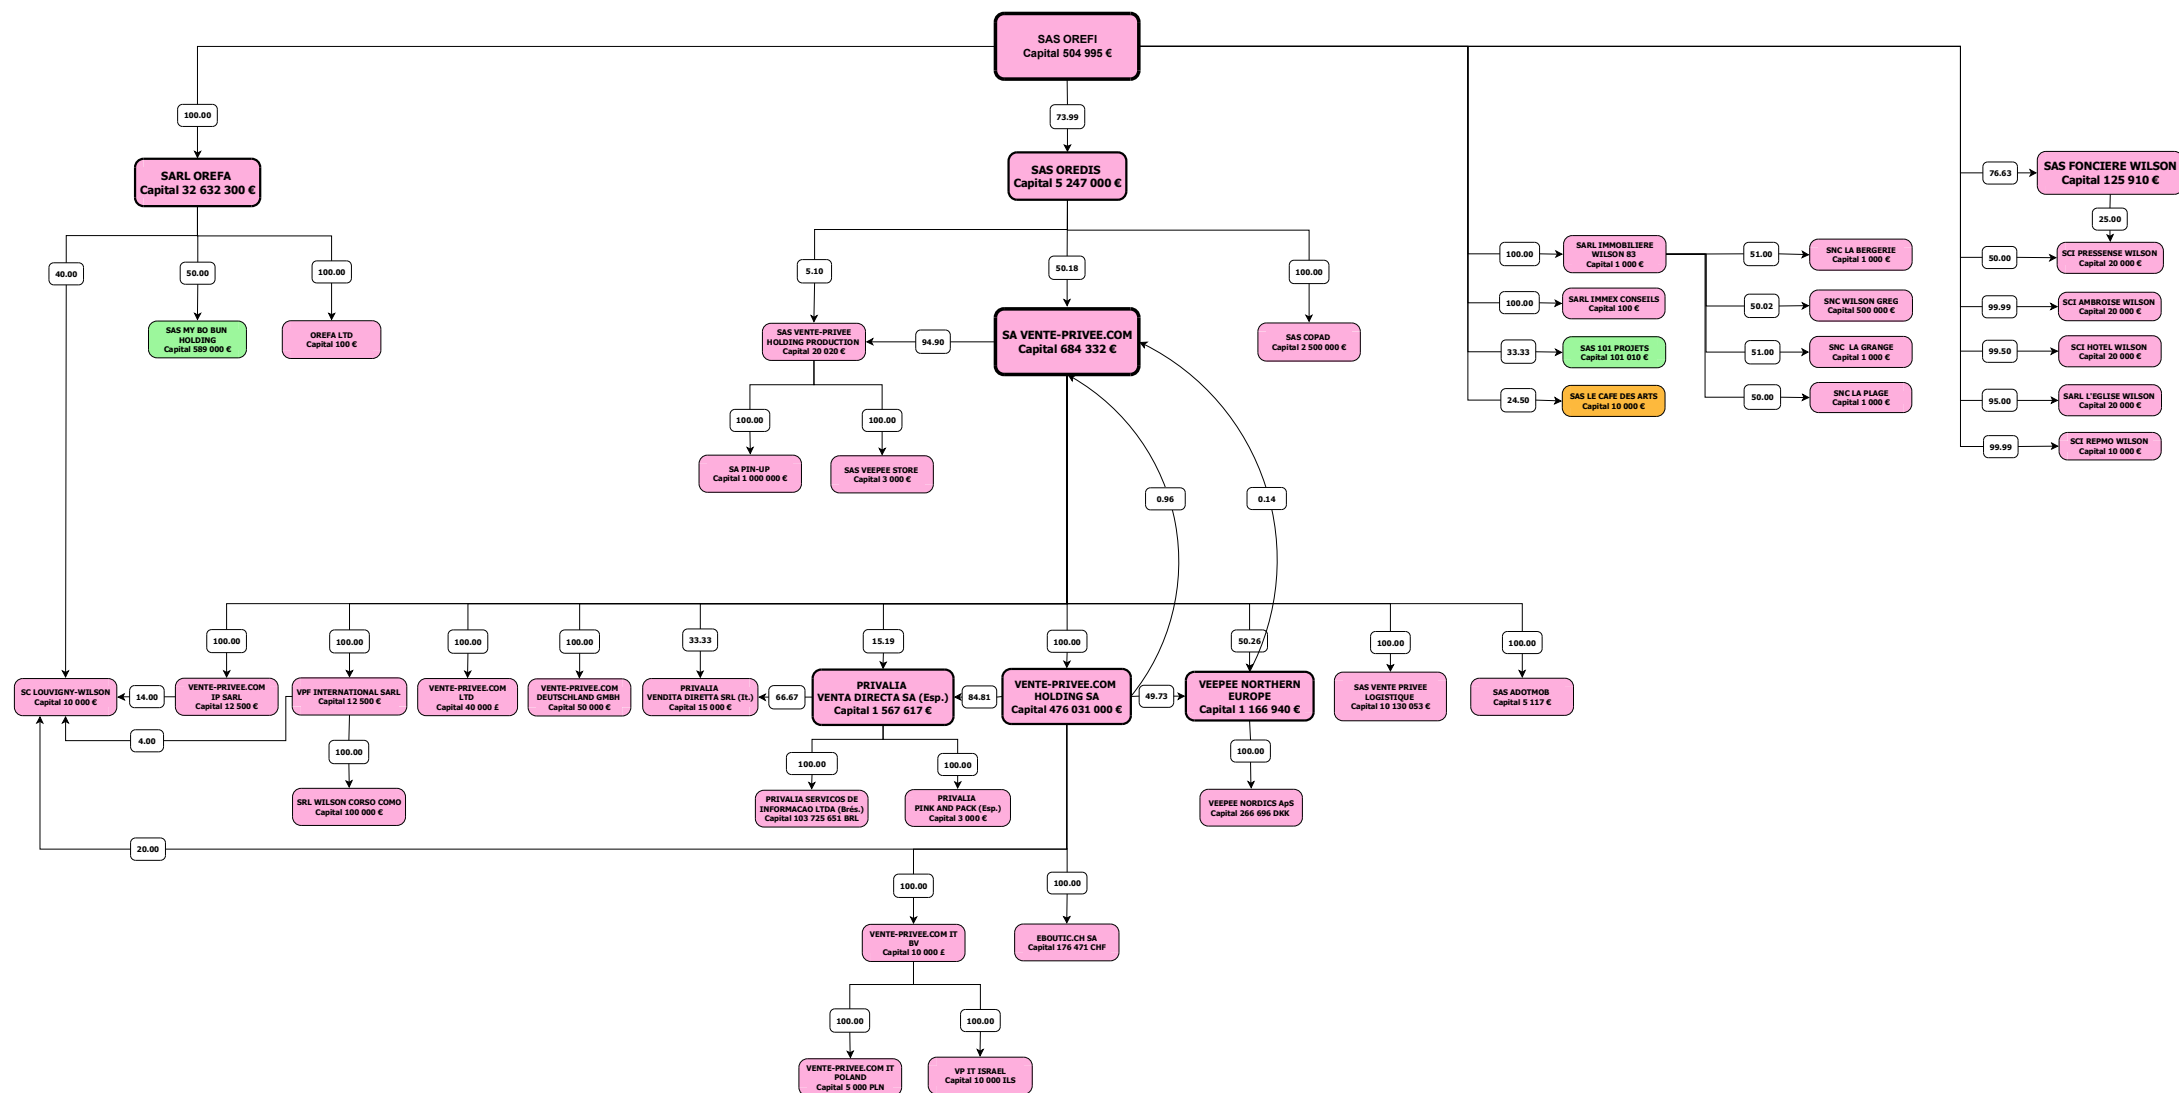 SAS OREFI
Capital 504 995 €
100.00
73.99
SARL OREFA
Capital 32 632 300 €
SAS OREDIS
Capital 5 247 000 €
76.63
SAS FONCIERE WILSON
Capital 125 910 €
25.00
40.00
50.00
100.00
5.10
50.18
100.00
100.00
SARL IMMOBILIERE
WILSON 83
Capital 1 000 €
51.00
SNC LA BERGERIE
Capital 1 000 €
50.00
SCI PRESSENSE WILSON
Capital 20 000 €
100.00
SARL IMMEX CONSEILS
Capital 100 €
50.02
SNC WILSON GREG
Capital 500 000 €
99.99
SCI AMBROISE WILSON
Capital 20 000 €
SAS MY BO BUN
HOLDING
Capital 589 000 €
OREFA LTD
Capital 100 €
SAS VENTE-PRIVEE
HOLDING PRODUCTION
Capital 20 020 €
94.90
SA VENTE-PRIVEE.COM
Capital 684 332 €
SAS COPAD
Capital 2 500 000 €
33.33
SAS 101 PROJETS
Capital 101 010 €
51.00
SNC  LA GRANGE
Capital 1 000 €
99.50
SCI HOTEL WILSON
Capital 20 000 €
24.50
SAS LE CAFE DES ARTS
Capital 10 000 €
50.00
SNC LA PLAGE
Capital 1 000 €
95.00
SARL L'EGLISE WILSON
Capital 20 000 €
100.00
100.00
99.99
SCI REPMO WILSON
Capital 10 000 €
SA PIN-UP
Capital 1 000 000 €
SAS VEEPEE STORE
Capital 3 000 €
0.96
0.14
100.00
100.00
100.00
100.00
33.33
15.19
100.00
50.26
100.00
100.00
SC LOUVIGNY-WILSON
Capital 10 000 €
14.00
VENTE-PRIVEE.COM
IP SARL
Capital 12 500 €
VPF INTERNATIONAL SARL
Capital 12 500 €
VENTE-PRIVEE.COM
LTD
Capital 40 000 £
VENTE-PRIVEE.COM
DEUTSCHLAND GMBH
Capital 50 000 €
PRIVALIA
VENDITA DIRETTA SRL (It.)
Capital 15 000 €
66.67
PRIVALIA
VENTA DIRECTA SA (Esp.)
Capital 1 567 617 €
84.81
VENTE-PRIVEE.COM
HOLDING SA
Capital 476 031 000 €
49.73
VEEPEE NORTHERN
EUROPE
Capital 1 166 940 €
SAS VENTE PRIVEE
LOGISTIQUE
Capital 10 130 053 €
SAS ADOTMOB
Capital 5 117 €
4.00
100.00
100.00
100.00
100.00
SRL WILSON CORSO COMO
Capital 100 000 €
PRIVALIA SERVICOS DE
INFORMACAO LTDA (Brés.)
Capital 103 725 651 BRL
PRIVALIA
PINK AND PACK (Esp.)
Capital 3 000 €
VEEPEE NORDICS ApS
Capital 266 696 DKK
20.00
100.00
100.00
VENTE-PRIVEE.COM IT
BV
Capital 10 000 £
EBOUTIC.CH SA
Capital 176 471 CHF
100.00
100.00
VENTE-PRIVEE.COM IT
POLAND
Capital 5 000 PLN
VP IT ISRAEL
Capital 10 000 ILS